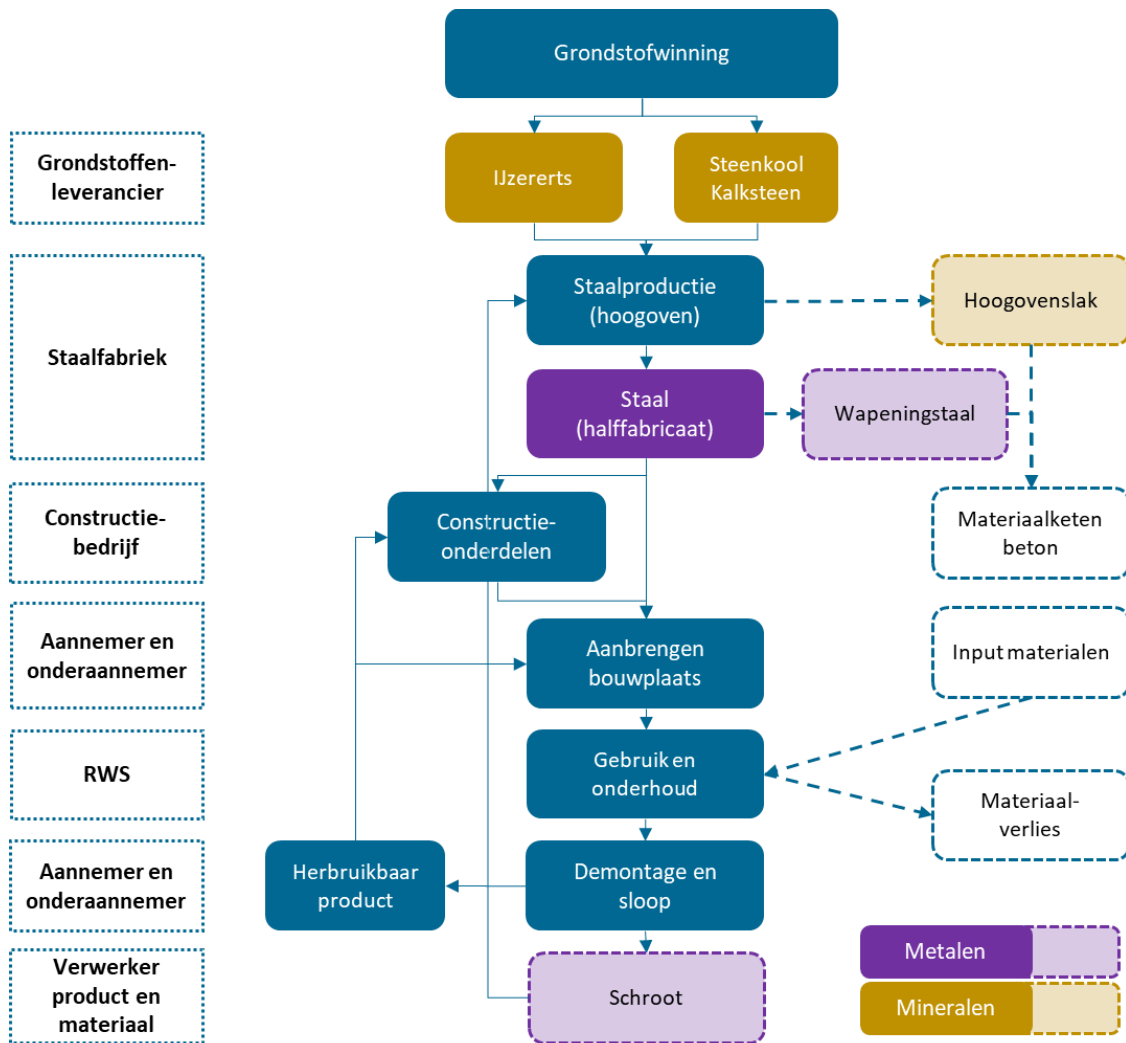 Grondstofwinning
Grondstoffen-
leverancier
IJzererts
Steenkool
Kalksteen
Staalfabriek
Staalproductie
(hoogoven)
Hoogovenslak
Staal
(halffabricaat)
Wapeningstaal
Constructie-
bedrijf
Constructie-
onderdelen
Materiaalketen
beton
Aannemer en
onderaannemer
Aanbrengen
bouwplaats
Input materialen
RWS
Gebruik en
onderhoud
Materiaal-
verlies
Aannemer en
onderaannemer
Herbruikbaar
product
Demontage en
sloop
Verwerker
product en
materiaal
Schroot
Metalen
Mineralen